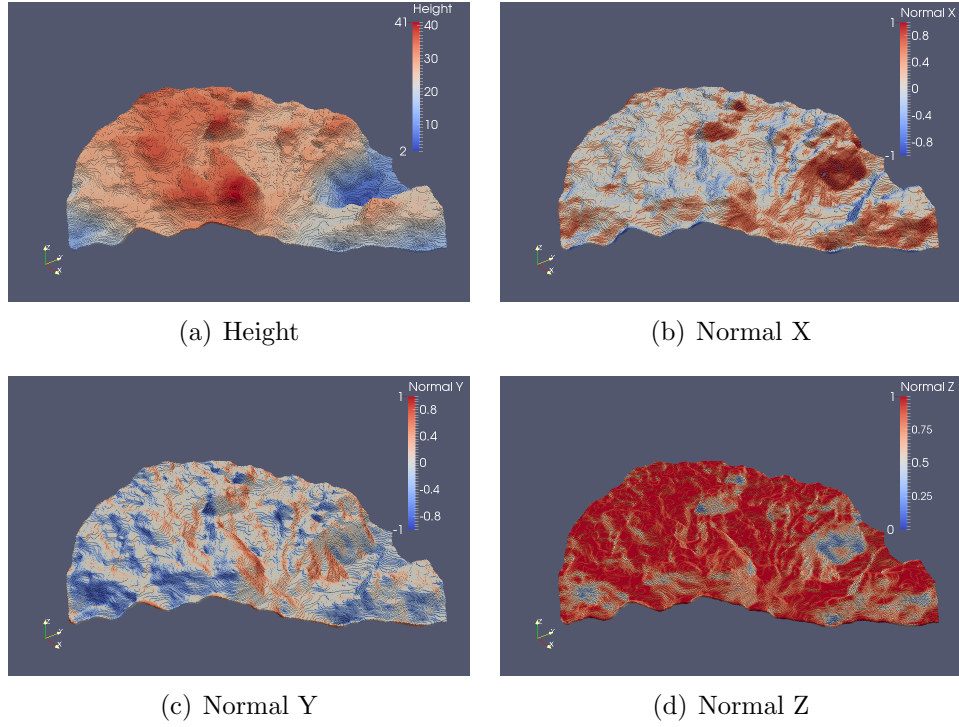 Height
41
40
30
20
10
2
Z
Y
X
(a) Height
Normal X
1
0.8
0.4
0
-0.4
-0.8
-1
Z
Y
X
(b) Normal X
Normal Y
1
0.8
0.4
0
-0.4
-0.8
-1
Z
Y
X
(c) Normal Y
Normal Z
1
0.75
0.5
0.25
0
Z
Y
X
(d) Normal Z